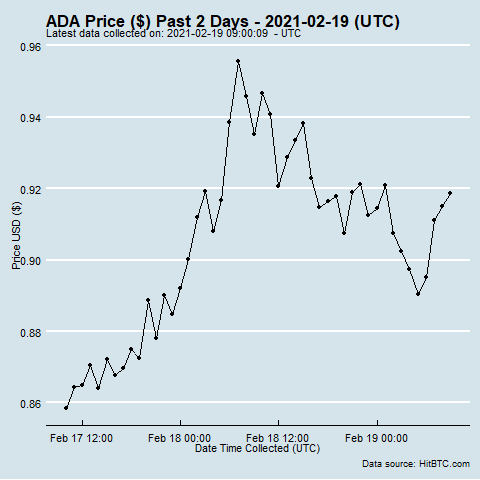 ADA Price ($) Past 2 Days - 2021-02-19 (UTC)
Latest data collected on: 2021-02-19 09:00:09 - UTC
0.96
0.94
0.92
0.90
0.88
0.86
Price USD ($)
Feb 17 12:00 Feb 18 00:00 Feb 18 12:00 Feb 19 00:00
Date Time Collected (UTC)
Data source: HitBTC.com